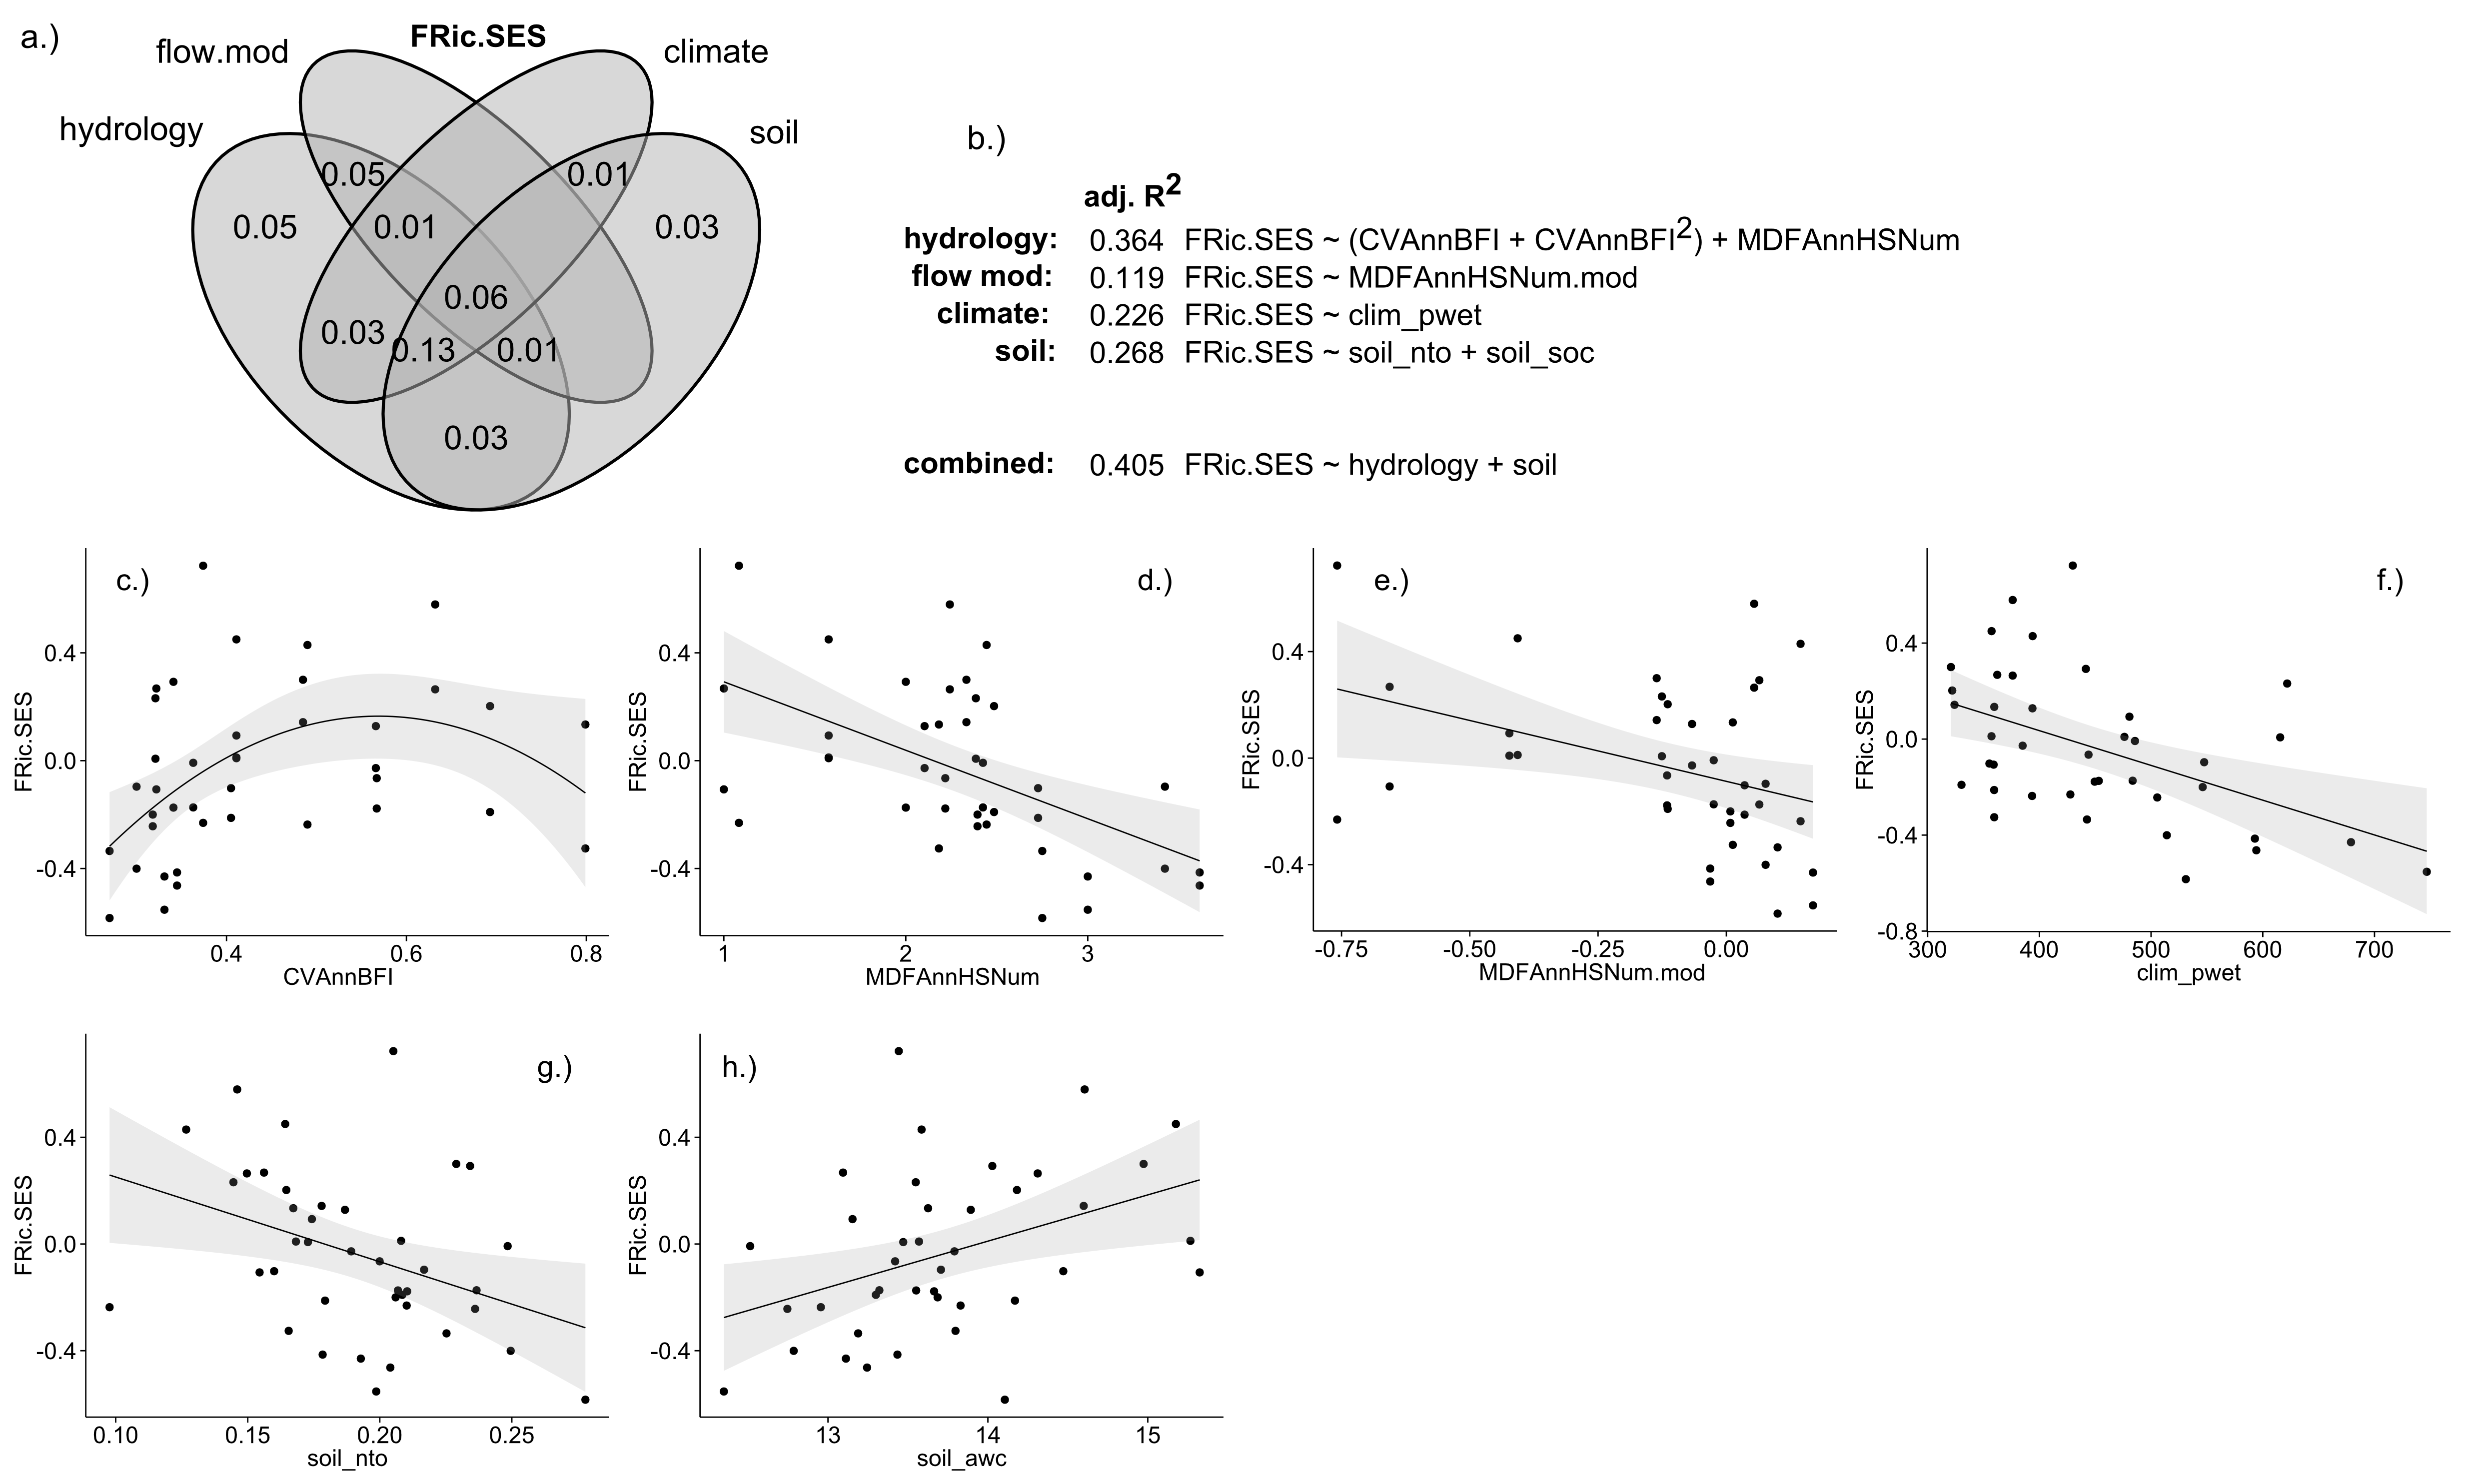 a.)
FRic.SES
flow.mod
climate
hydrology
soil
0.05
0.01
0.05
0.01
0.03
0.06
0.03
0.13
0.01
0.03
b.)
adj. R²
hydrology: 0.364 FRic.SES ~ (CVAnnBFI + CVAnnBFI²) + MDFAnnHSNum
flow mod: 0.119 FRic.SES ~ MDFAnnHSNum.mod
climate: 0.226 FRic.SES ~ clim_pwet
soil: 0.268 FRic.SES ~ soil_nto + soil_soc
combined: 0.405 FRic.SES ~ hydrology + soil
c.)
FRic.SES
0.4
0.0
-0.4
0.4 0.6 0.8
CVAnnBFI
d.)
FRic.SES
0.4
0.0
-0.4
1 2 3
MDFAnnHSNum
e.)
FRic.SES
0.4
0.0
-0.4
-0.75 -0.50 -0.25 0.00
MDFAnnHSNum.mod
f.)
FRic.SES
0.4
0.0
-0.4
-0.8
300 400 500 600 700
clim_pwet
g.)
FRic.SES
0.4
0.0
-0.4
0.10 0.15 0.20 0.25
soil_nto
h.)
FRic.SES
0.4
0.0
-0.4
13 14 15
soil_awc